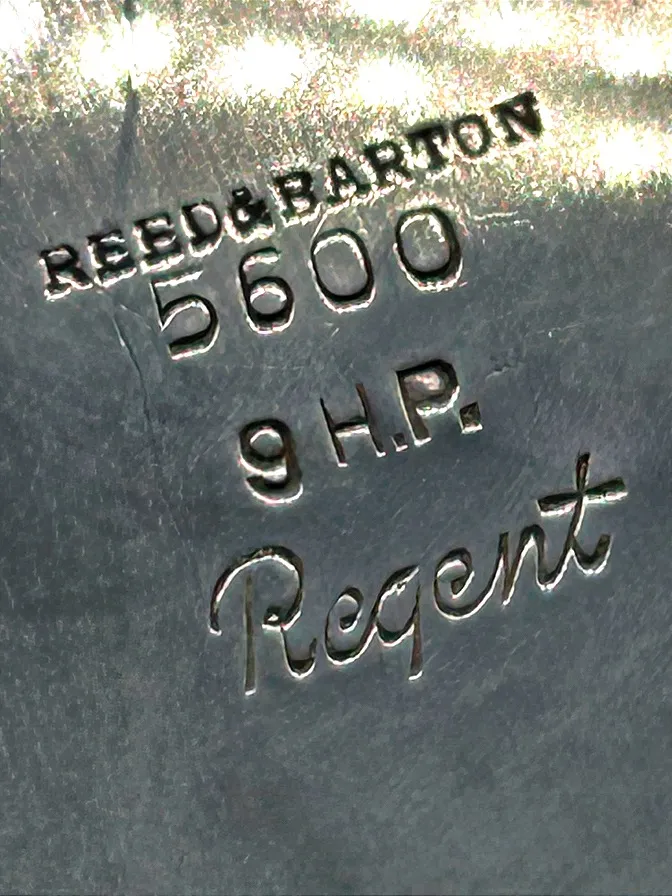 REED&BARTON
5600
9 H.P.
Regent